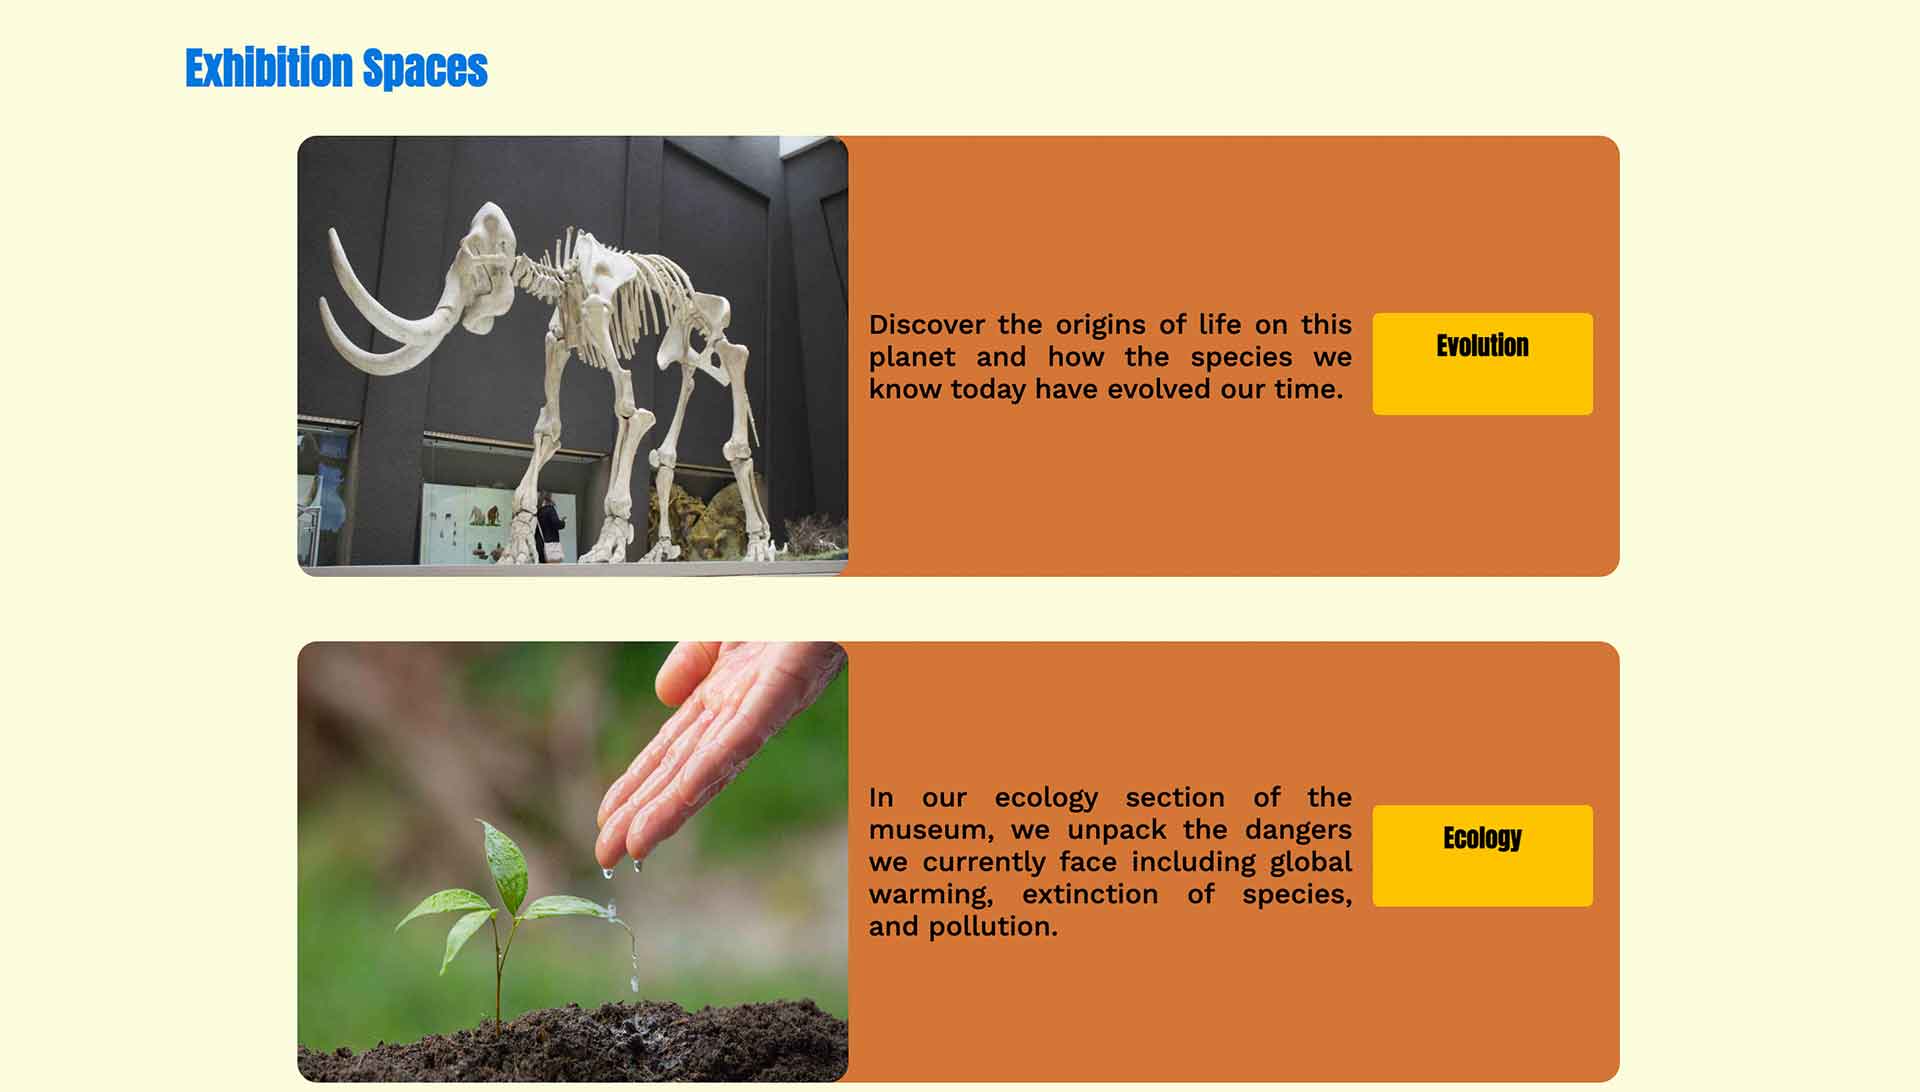 Exhibition Spaces
Discover the origins of life on this
planet and how the species we
know today have evolved our time.
Evolution
In our ecology section of the
museum, we unpack the dangers
we currently face including global
warming, extinction of species,
and pollution.
Ecology